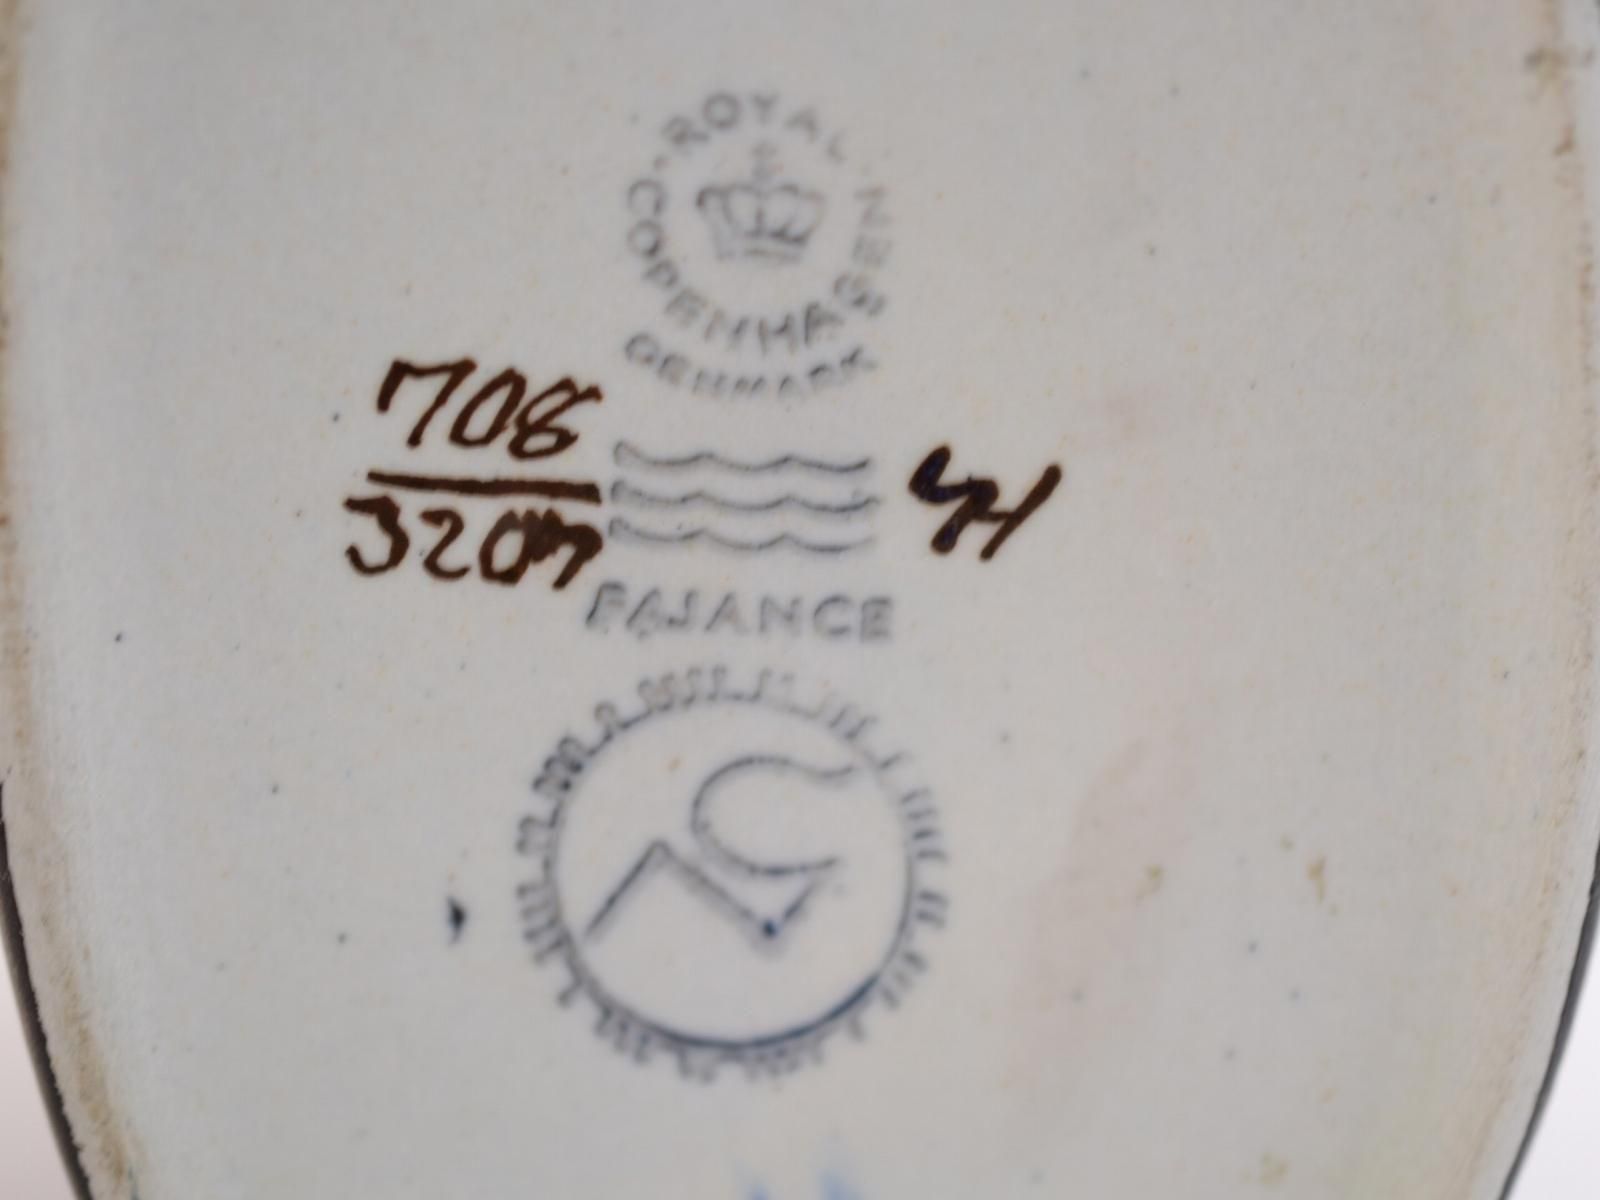 ROYAL
COPENHAGEN
DENMARK
708
3207
FAJANCE